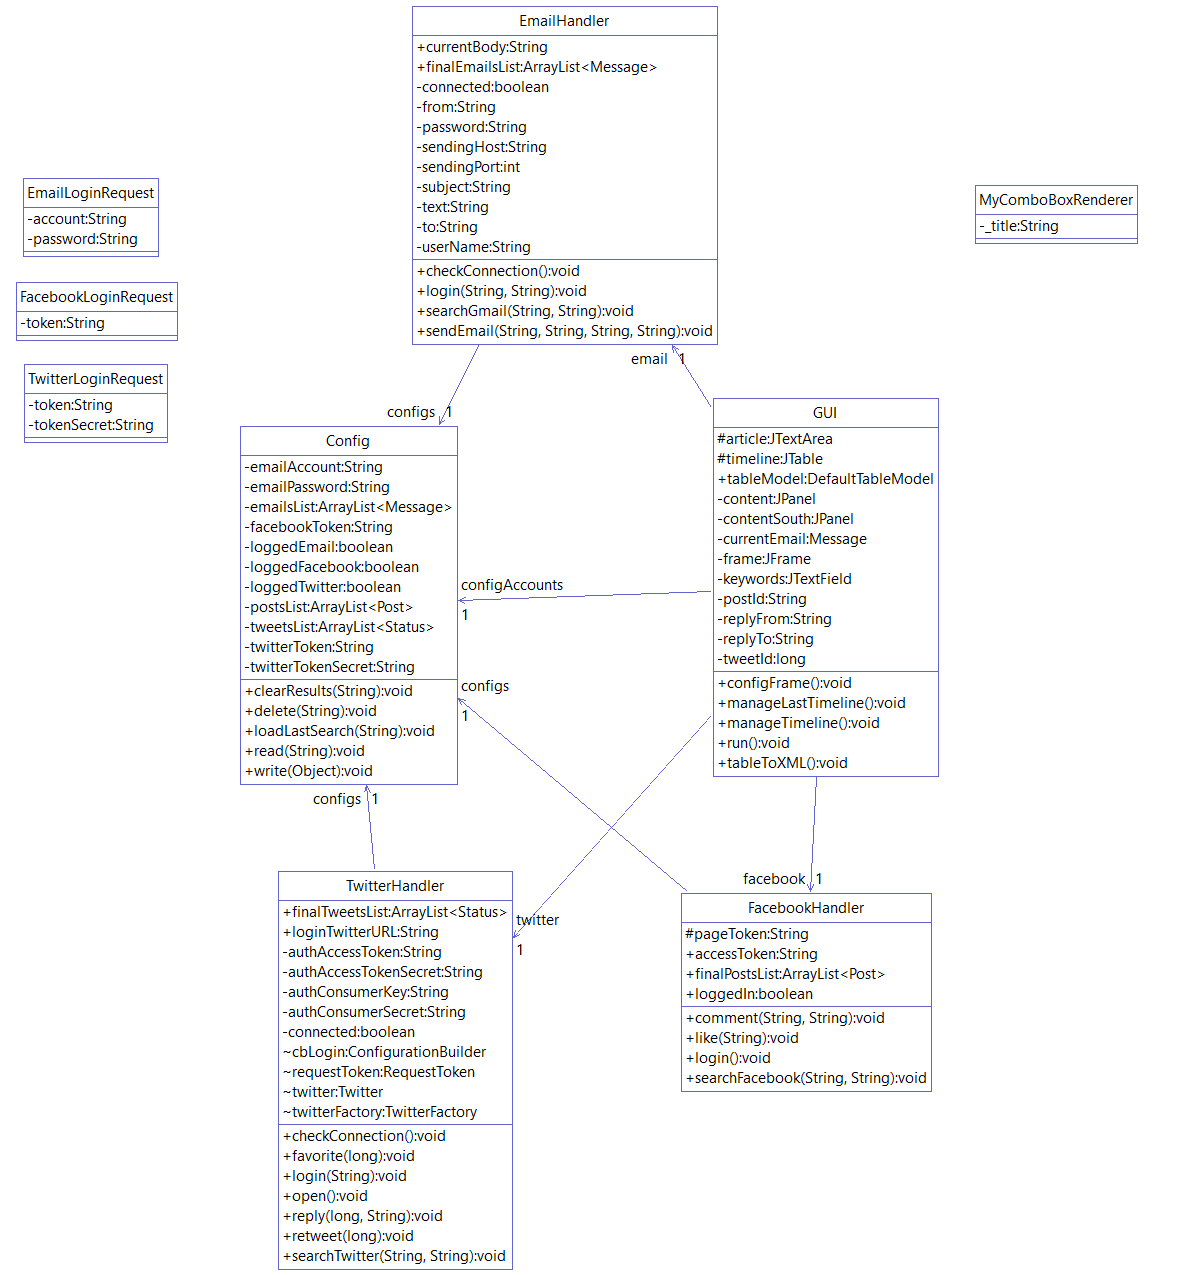 EmailHandler
+currentBody:String
+finalEmailsList:ArrayList<Message>
-connected:boolean
-from:String
-password:String
-sendingHost:String
-sendingPort:int
-subject:String
-text:String
-to:String
-userName:String
+checkConnection():void
+login(String, String):void
+searchGmail(String, String):void
+sendEmail(String, String, String, String):void
EmailLoginRequest
-account:String
-password:String
MyComboBoxRenderer
-_title:String
FacebookLoginRequest
-token:String
TwitterLoginRequest
-token:String
-tokenSecret:String
email 1
configs 1
Config
-emailAccount:String
-emailPassword:String
-emailsList:ArrayList<Message>
-facebookToken:String
-loggedEmail:boolean
-loggedFacebook:boolean
-loggedTwitter:boolean
-postsList:ArrayList<Post>
-tweetsList:ArrayList<Status>
-twitterToken:String
-twitterTokenSecret:String
+clearResults(String):void
+delete(String):void
+loadLastSearch(String):void
+read(String):void
+write(Object):void
GUI
#article:JTextArea
#timeline:JTable
+tableModel:DefaultTableModel
-content:JPanel
-contentSouth:JPanel
-currentEmail:Message
-frame:JFrame
-keywords:JTextField
-postId:String
-replyFrom:String
-replyTo:String
-tweetId:long
+configFrame():void
+manageLastTimeline():void
+manageTimeline():void
+run():void
+tableToXML():void
configAccounts
1
configs
1
configs 1
facebook 1
twitter
1
TwitterHandler
+finalTweetsList:ArrayList<Status>
+loginTwitterURL:String
-authAccessToken:String
-authAccessTokenSecret:String
-authConsumerKey:String
-authConsumerSecret:String
-connected:boolean
~cbLogin:ConfigurationBuilder
~requestToken:RequestToken
~twitter:Twitter
~twitterFactory:TwitterFactory
+checkConnection():void
+favorite(long):void
+login(String):void
+open():void
+reply(long, String):void
+retweet(long):void
+searchTwitter(String, String):void
FacebookHandler
#pageToken:String
+accessToken:String
+finalPostsList:ArrayList<Post>
+loggedIn:boolean
+comment(String, String):void
+like(String):void
+login():void
+searchFacebook(String, String):void